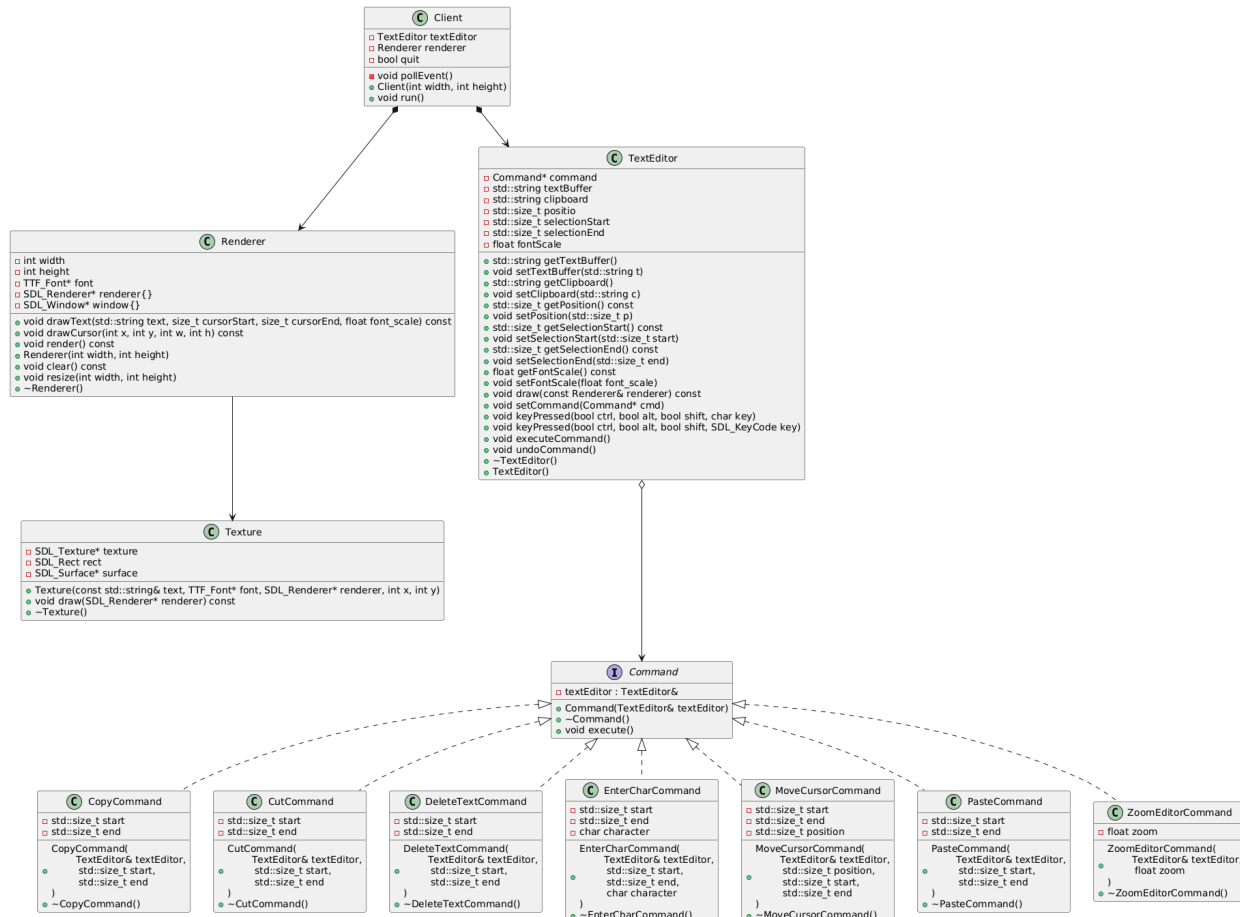 C Client
TextEditor textEditor
Renderer renderer
bool quit
void pollEvent()
Client(int width, int height)
void run()
C TextEditor
Command* command
std::string textBuffer
std::string clipboard
std::size_t positio
std::size_t selectionStart
std::size_t selectionEnd
float fontScale
std::string getTextBuffer()
void setTextBuffer(std::string t)
std::string getClipboard()
void setClipboard(std::string c)
std::size_t getPosition() const
void setPosition(std::size_t p)
std::size_t getSelectionStart() const
void setSelectionStart(std::size_t start)
std::size_t getSelectionEnd() const
void setSelectionEnd(std::size_t end)
float getFontScale() const
void setFontScale(float font_scale)
void draw(const Renderer& renderer) const
void setCommand(Command* cmd)
void keyPressed(bool ctrl, bool alt, bool shift, char key)
void keyPressed(bool ctrl, bool alt, bool shift, SDL_KeyCode key)
void executeCommand()
void undoCommand()
~TextEditor()
TextEditor()
C Renderer
int width
int height
TTF_Font* font
SDL_Renderer* renderer{}
SDL_Window* window{}
void drawText(std::string text, size_t cursorStart, size_t cursorEnd, float font_scale) const
void drawCursor(int x, int y, int w, int h) const
void render() const
Renderer(int width, int height)
void clear() const
void resize(int width, int height)
~Renderer()
C Texture
SDL_Texture* texture
SDL_Rect rect
SDL_Surface* surface
Texture(const std::string& text, TTF_Font* font, SDL_Renderer* renderer, int x, int y)
void draw(SDL_Renderer* renderer) const
~Texture()
I Command
textEditor : TextEditor&
Command(TextEditor& textEditor)
~Command()
void execute()
C CopyCommand
std::size_t start
std::size_t end
CopyCommand(
TextEditor& textEditor,
std::size_t start,
std::size_t end
)
~CopyCommand()
C CutCommand
std::size_t start
std::size_t end
CutCommand(
TextEditor& textEditor,
std::size_t start,
std::size_t end
)
~CutCommand()
C DeleteTextCommand
std::size_t start
std::size_t end
DeleteTextCommand(
TextEditor& textEditor,
std::size_t start,
std::size_t end
)
~DeleteTextCommand()
C EnterCharCommand
std::size_t start
std::size_t end
char character
EnterCharCommand(
TextEditor& textEditor,
std::size_t start,
std::size_t end,
char character
)
~EnterCharCommand()
C MoveCursorCommand
std::size_t start
std::size_t end
std::size_t position
MoveCursorCommand(
TextEditor& textEditor,
std::size_t position,
std::size_t start,
std::size_t end
)
~MoveCursorCommand()
C PasteCommand
std::size_t start
std::size_t end
PasteCommand(
TextEditor& textEditor,
std::size_t start,
std::size_t end
)
~PasteCommand()
C ZoomEditorCommand
float zoom
ZoomEditorCommand(
TextEditor& textEditor,
float zoom
)
~ZoomEditorCommand()